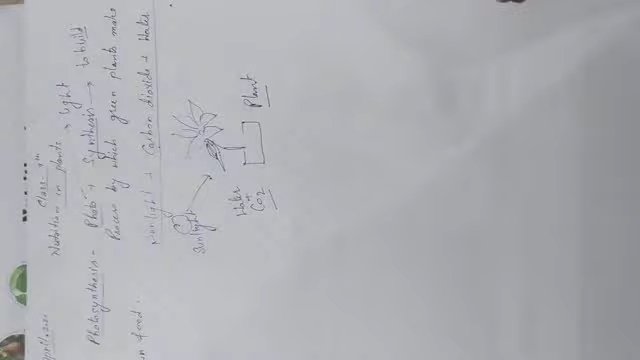 Class - 7th
Nutrition in plants
→ light
Photosynthesis - Photo + Synthesis → to build
Process by which green plants make
own food.
Sunlight + Carbon dioxide + Water
Sunlight
Water
+
CO2
Plant